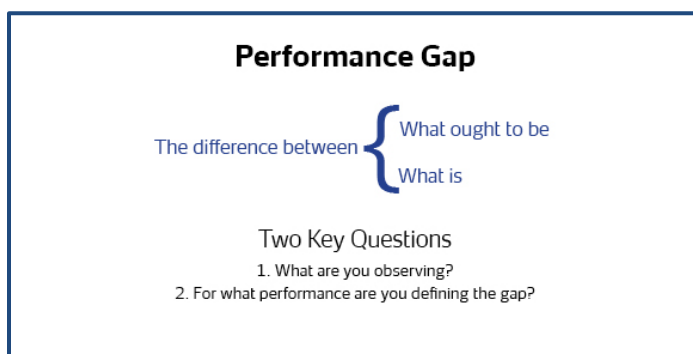 Performance Gap
The difference between
What ought to be
What is
Two Key Questions
1. What are you observing?
2. For what performance are you defining the gap?